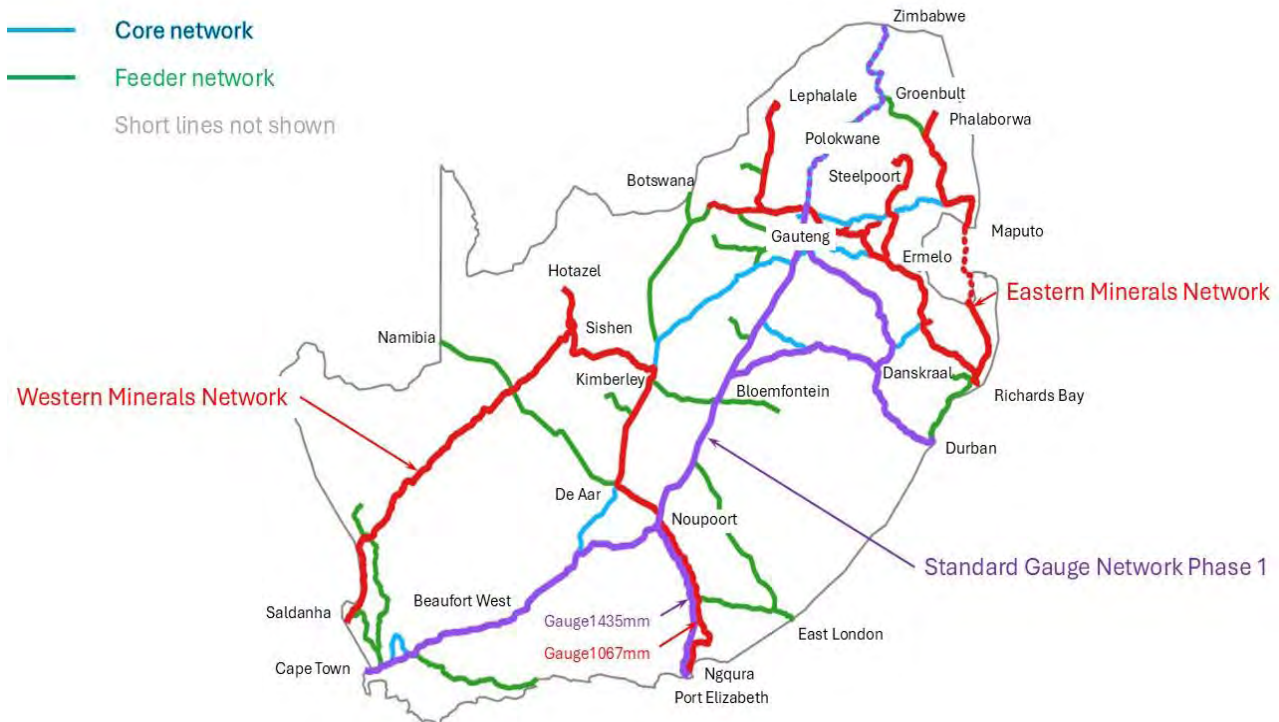 Core network
Feeder network
Short lines not shown
Zimbabwe
Lephalale
Groenbult
Phalaborwa
Polokwane
Steelpoort
Botswana
Maputo
Gauteng
Ermelo
Hotazel
Eastern Minerals Network
Sishen
Namibia
Kimberley
Danskraal
Bloemfontein
Western Minerals Network
Richards Bay
Durban
De Aar
Noupoort
Standard Gauge Network Phase 1
Beaufort West
Saldanha
Gauge1435mm
East London
Gauge1067mm
Cape Town
Ngqura
Port Elizabeth